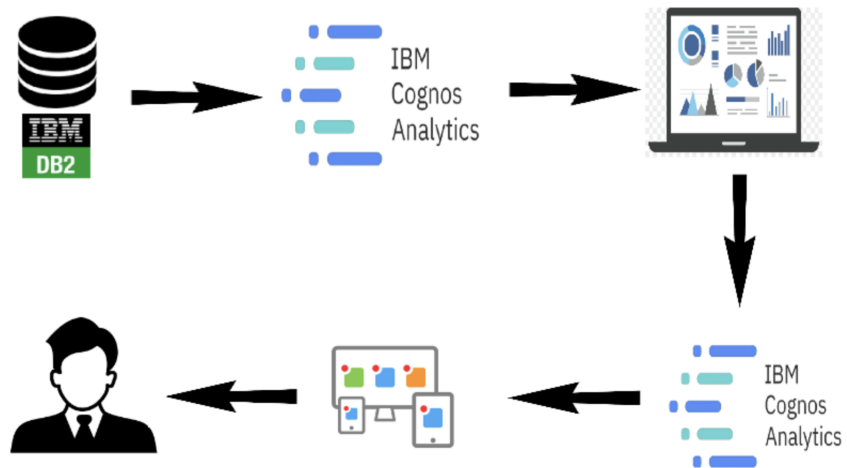 IBM
DB2
IBM
Cognos
Analytics
IBM
Cognos
Analytics